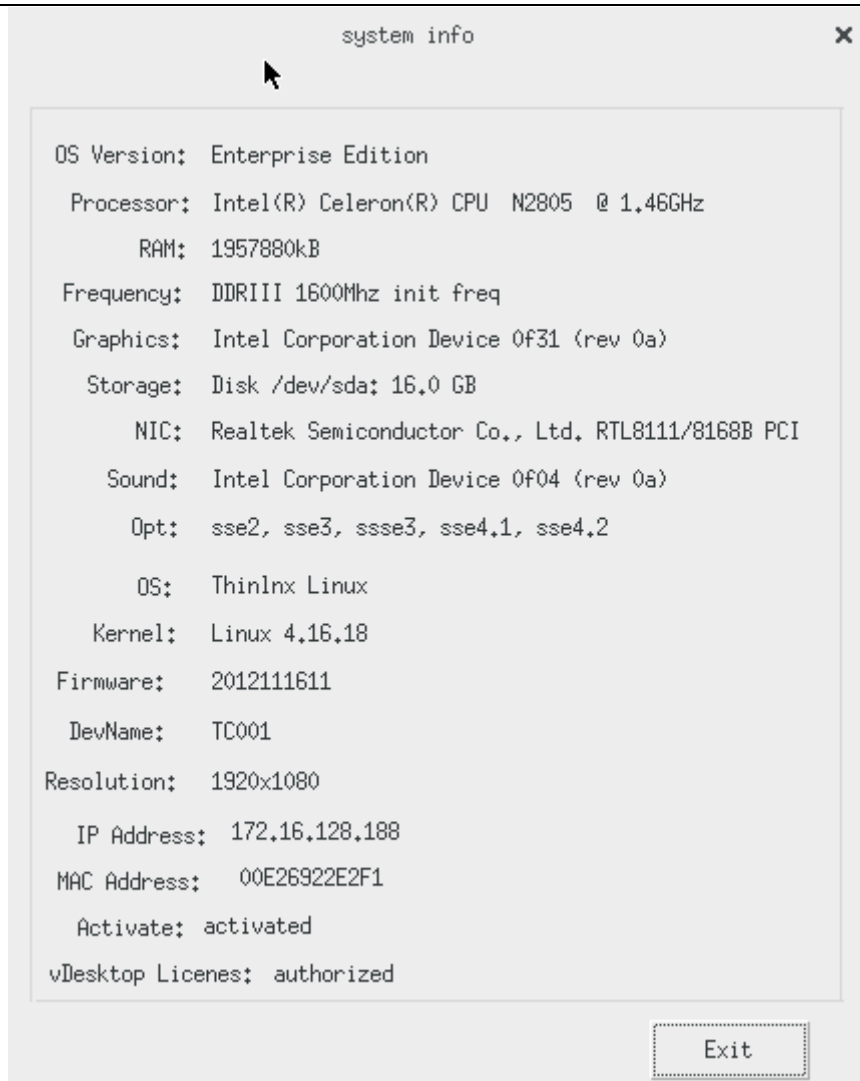 system info
OS Version: Enterprise Edition
Processor: Intel(R) Celeron(R) CPU N2805 @ 1.46GHz
RAM: 1957880kB
Frequency: DDRIII 1600Mhz init freq
Graphics: Intel Corporation Device 0f31 (rev 0a)
Storage: Disk /dev/sda: 16.0 GB
NIC: Realtek Semiconductor Co., Ltd. RTL8111/8168B PCI
Sound: Intel Corporation Device 0f04 (rev 0a)
Opt: sse2, sse3, ssse3, sse4.1, sse4.2
OS: Thinlnx Linux
Kernel: Linux 4.16.18
Firmware: 2012111611
DevName: TC001
Resolution: 1920x1080
IP Address: 172.16.128.188
MAC Address: 00E26922E2F1
Activate: activated
vDesktop Licenes: authorized
Exit